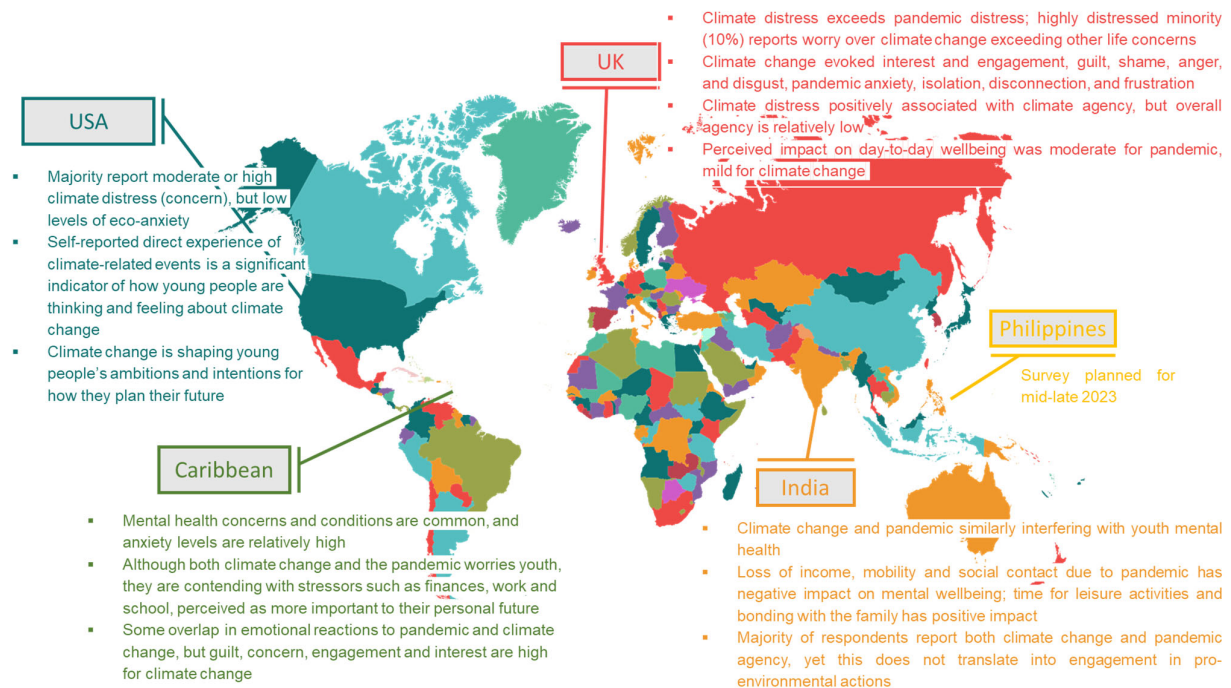 UK
▪ Climate distress exceeds pandemic distress; highly distressed minority
(10%) reports worry over climate change exceeding other life concerns
▪ Climate change evoked interest and engagement, guilt, shame, anger,
and disgust, pandemic anxiety, isolation, disconnection, and frustration
▪ Climate distress positively associated with climate agency, but overall
agency is relatively low
▪ Perceived impact on day-to-day wellbeing was moderate for pandemic,
mild for climate change
USA
▪ Majority report moderate or high
climate distress (concern), but low
levels of eco-anxiety
▪ Self-reported direct experience of
climate-related events is a significant
indicator of how young people are
thinking and feeling about climate
change
▪ Climate change is shaping young
people's ambitions and intentions for
how they plan their future
Philippines
Survey planned for
mid-late 2023
Caribbean
▪ Mental health concerns and conditions are common, and
anxiety levels are relatively high
▪ Although both climate change and the pandemic worries youth,
they are contending with stressors such as finances, work and
school, perceived as more important to their personal future
▪ Some overlap in emotional reactions to pandemic and climate
change, but guilt, concern, engagement and interest are high
for climate change
India
▪ Climate change and pandemic similarly interfering with youth mental
health
▪ Loss of income, mobility and social contact due to pandemic has
negative impact on mental wellbeing; time for leisure activities and
bonding with the family has positive impact
▪ Majority of respondents report both climate change and pandemic
agency, yet this does not translate into engagement in pro-
environmental actions